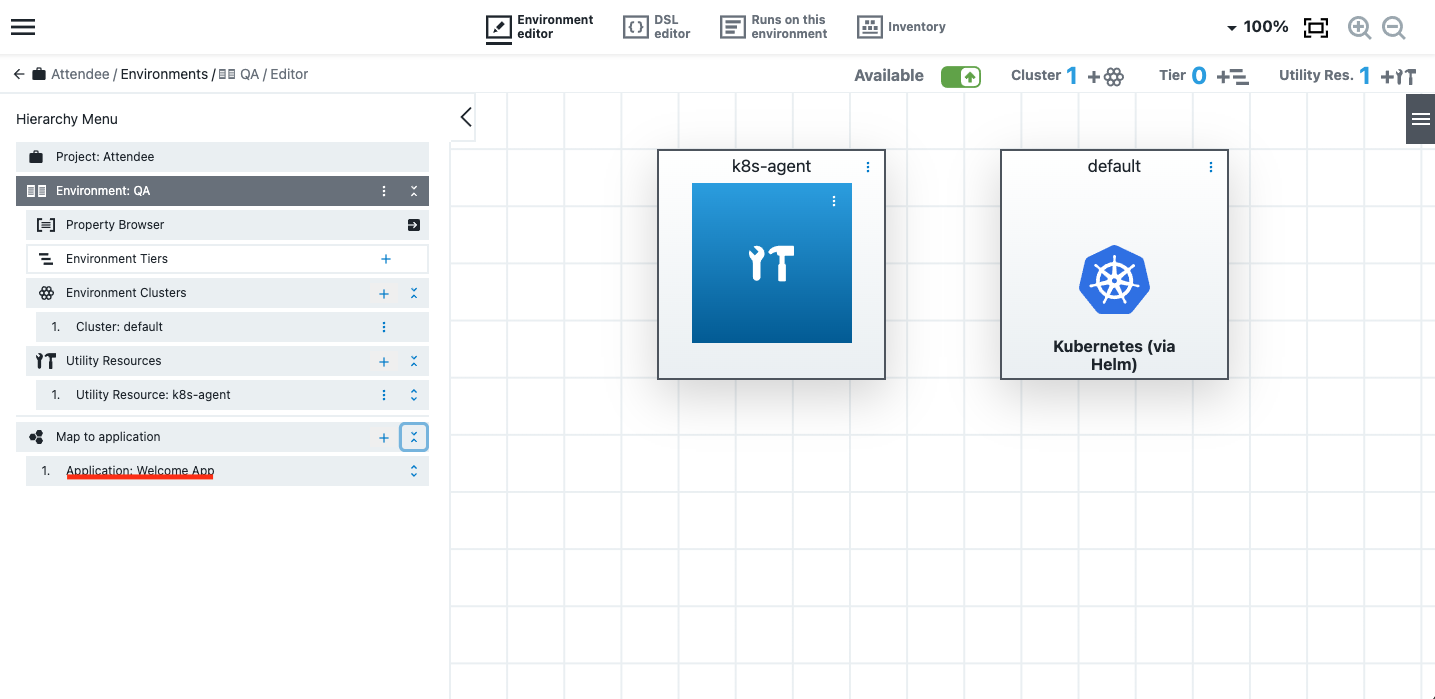 Environment
editor
DSL
editor
Runs on this
environment
Inventory
100%
Attendee / Environments / QA / Editor
Available
Cluster 1
Tier 0
Utility Res. 1
Hierarchy Menu
Project: Attendee
Environment: QA
Property Browser
Environment Tiers
Environment Clusters
1. Cluster: default
Utility Resources
1. Utility Resource: k8s-agent
Map to application
1. Application: Welcome App
k8s-agent
default
Kubernetes (via
Helm)